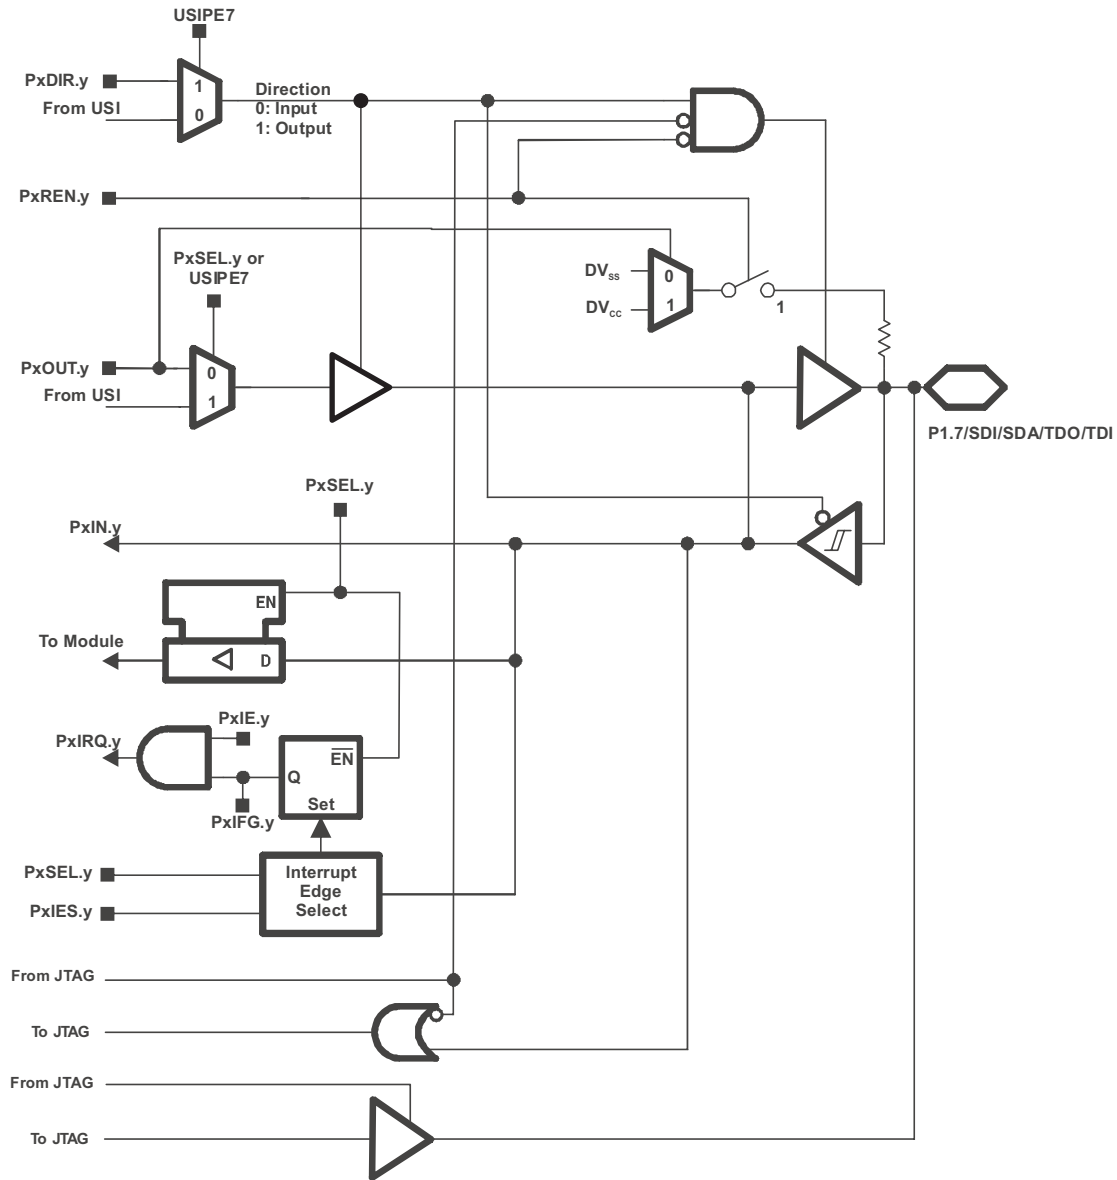 USIPE7
PxDIR.y
1
From USI
0
Direction
0: Input
1: Output
PxREN.y
PxSEL.y or
USIPE7
DVSS
0
DVCC
1
1
PxOUT.y
0
From USI
1
P1.7/SDI/SDA/TDO/TDI
PxSEL.y
PxIN.y
EN
To Module
D
PxIE.y
PxIRQ.y
EN
Q
Set
PxIFG.y
PxSEL.y
PxIES.y
Interrupt
Edge
Select
From JTAG
To JTAG
From JTAG
To JTAG